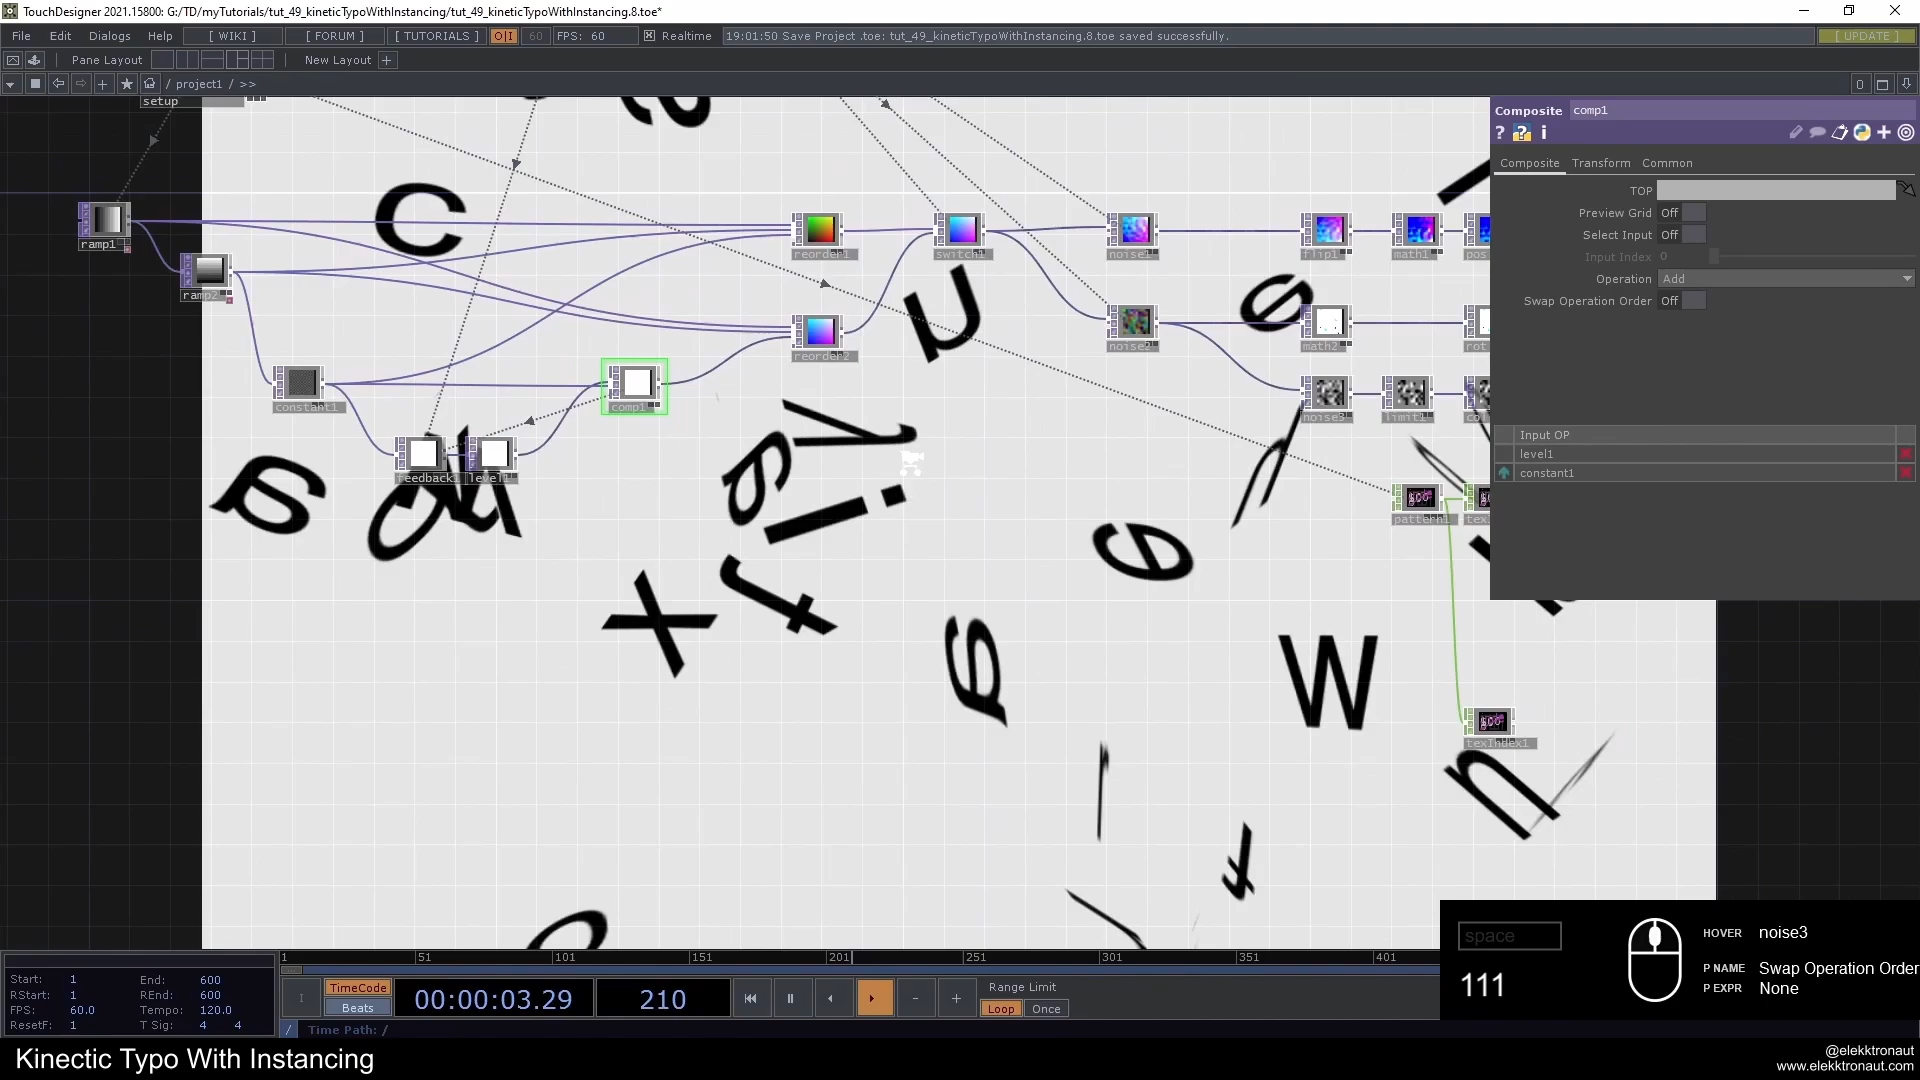 TouchDesigner 2021.15800: G:/TD/myTutorials/tut_49_kineticTypoWithInstancing/tut_49_kineticTypoWithInstancing.8.toe*
File Edit Dialogs Help [ WIKI ] [ FORUM ] [ TUTORIALS ] O|I 60 FPS: 60 Realtime 19:01:50 Save Project .toe: tut_49_kineticTypoWithInstancing.8.toe saved successfully. [ UPDATE ]
Pane Layout New Layout +
/ project1 / >> 0
setup
Composite comp1
? ? i
Composite Transform Common
TOP
Preview Grid Off
Select Input Off
Input Index 0
Operation Add
Swap Operation Order Off
Input OP
level1
constant1
ramp1
ramp2
reorder1
switch1
noise1
flip1
math1
pos
reorder2
noise2
math2
rot
constant1
comp1
noise3
limit1
co
feedback1
level1
pattern1
tex
texIndex1
C
u
e
a
x
i
e
W
n
Start: 1 End: 600
RStart: 1 REnd: 600
FPS: 60.0 Tempo: 120.0
ResetF: 1 T Sig: 4 4
1 51 101 151 201 251 301 351 401
TimeCode
Beats
00:00:03.29
210
Range Limit
Loop Once
/ Time Path: /
space
111
HOVER noise3
P NAME Swap Operation Order
P EXPR None
Kinectic Typo With Instancing
@elekktronaut
www.elekktronaut.com